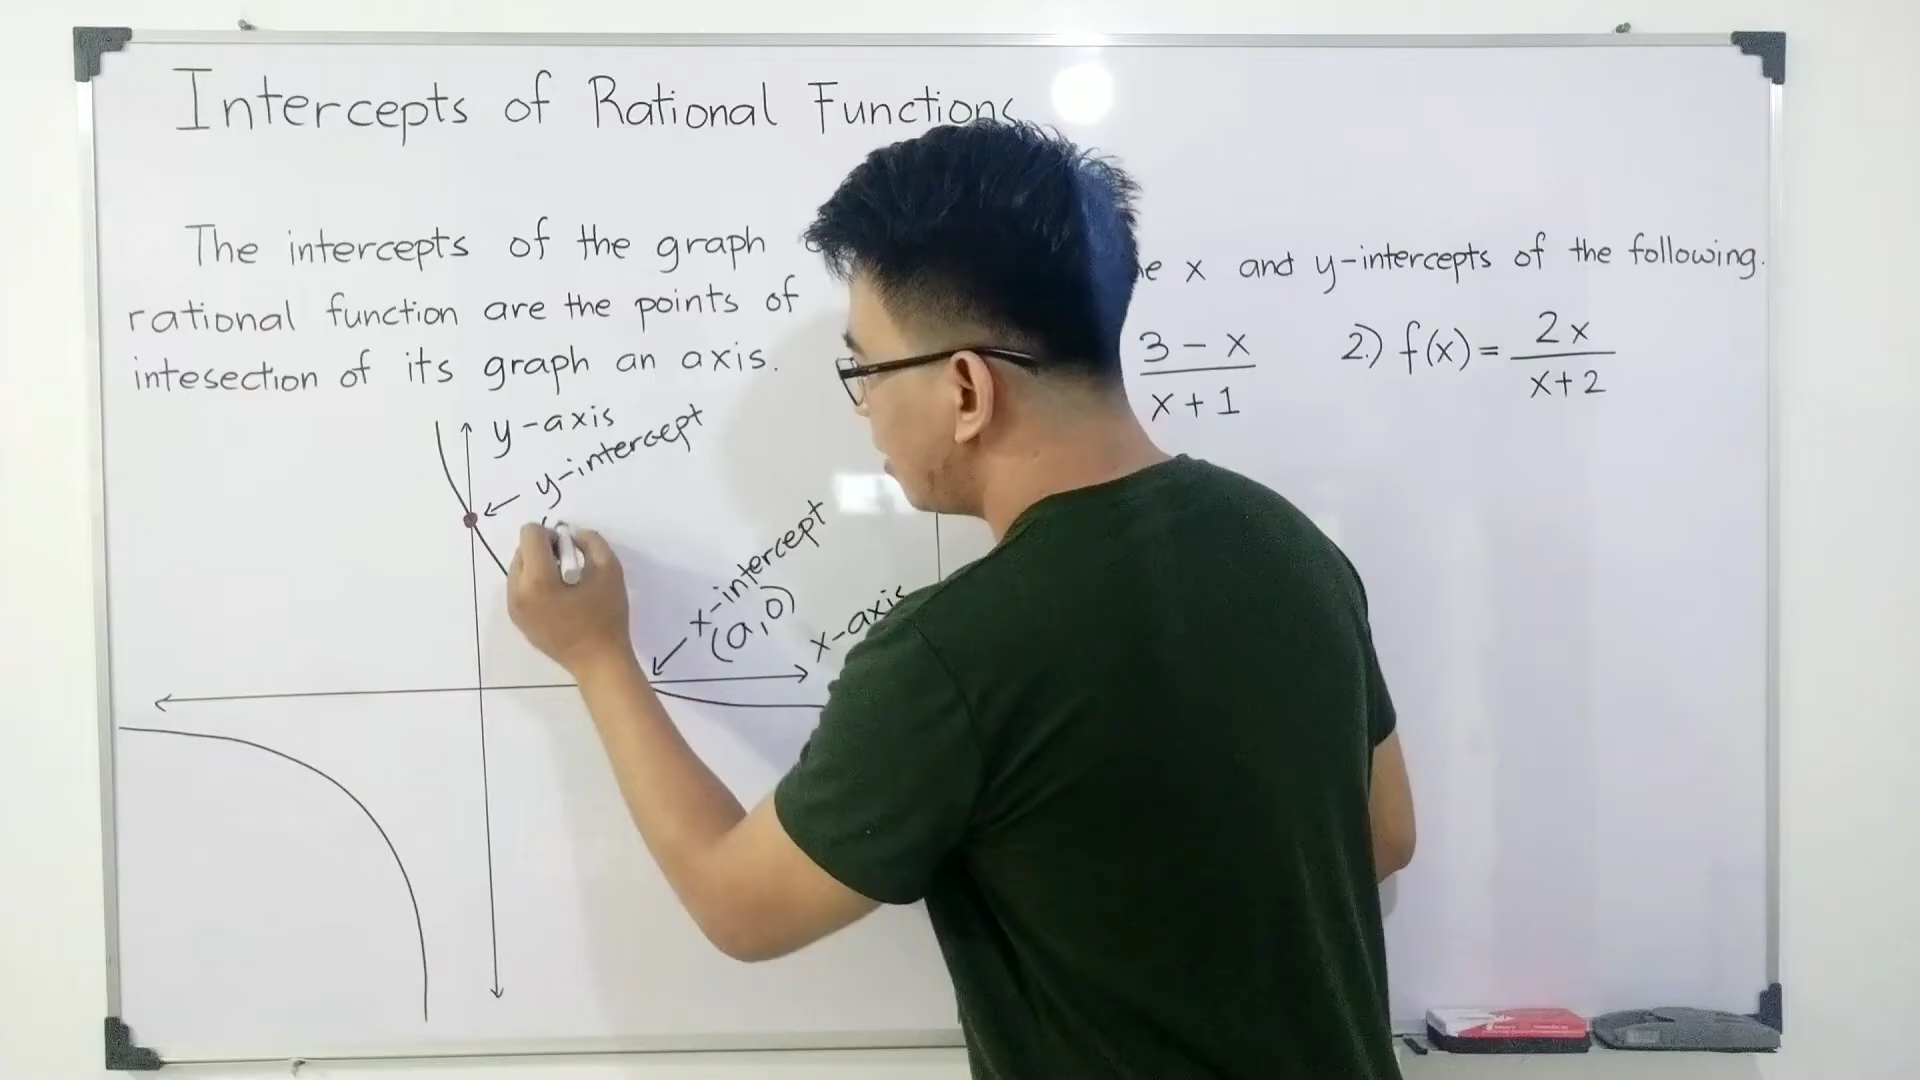 Intercepts of Rational Functions
The intercepts of the graph
rational function are the points of
intesection of its graph an axis.
y-axis
y-intercept
x-intercept
(a,0)
x-axis
x and y-intercepts of the following.
3 - x
x + 1
2.) f(x) = 2x
x+2